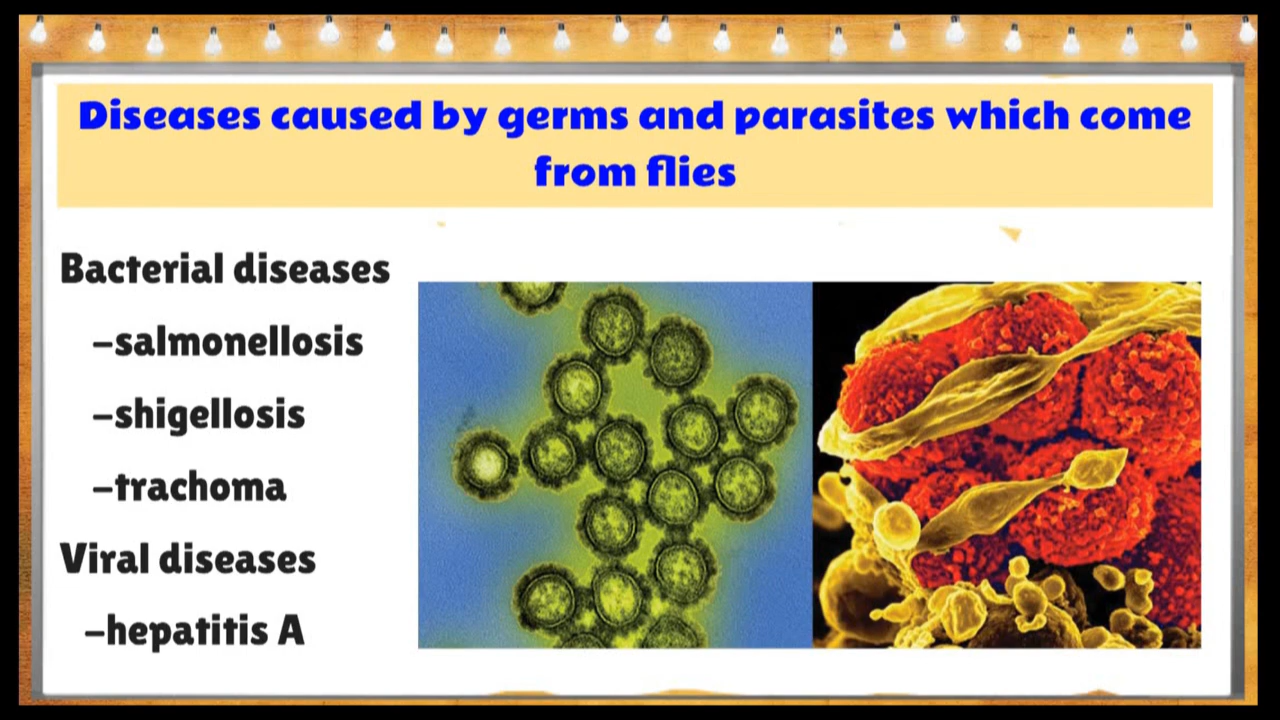 Diseases caused by germs and parasites which come
from flies
Bacterial diseases
-salmonellosis
-shigellosis
-trachoma
Viral diseases
-hepatitis A